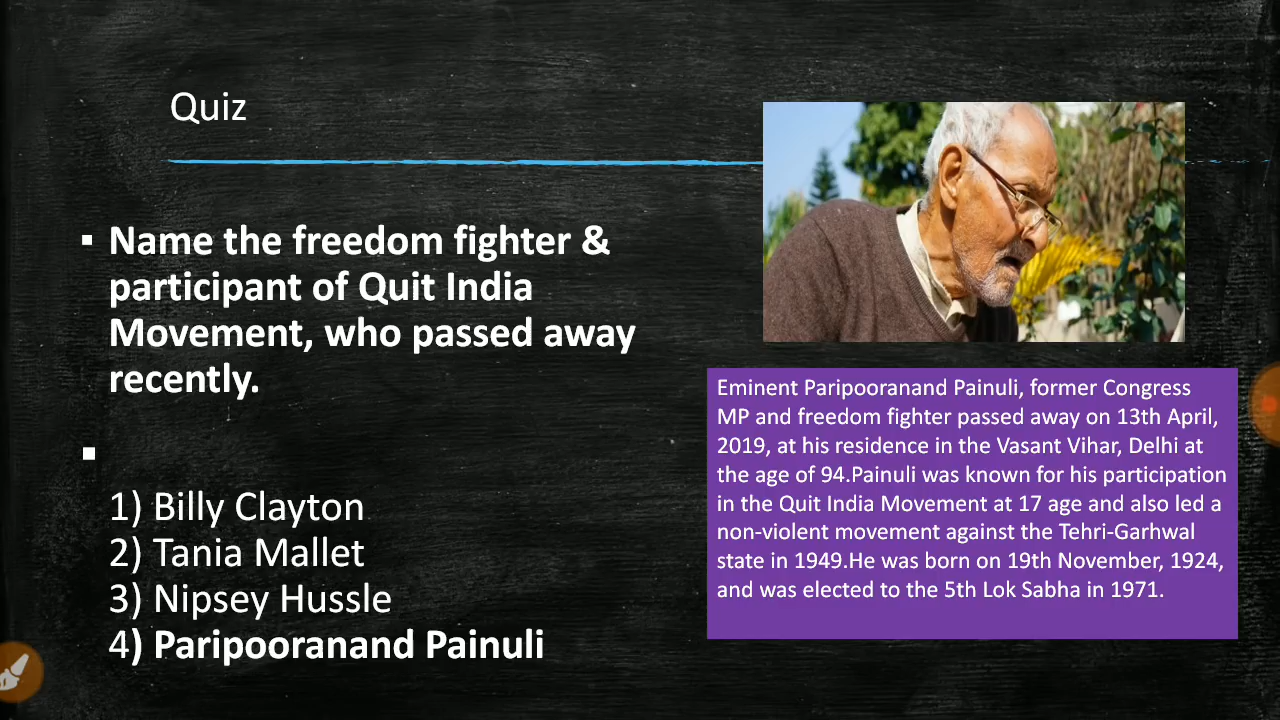 Quiz
Name the freedom fighter &
participant of Quit India
Movement, who passed away
recently.
1) Billy Clayton
2) Tania Mallet
3) Nipsey Hussle
4) Paripooranand Painuli
Eminent Paripooranand Painuli, former Congress
MP and freedom fighter passed away on 13th April,
2019, at his residence in the Vasant Vihar, Delhi at
the age of 94.Painuli was known for his participation
in the Quit India Movement at 17 age and also led a
non-violent movement against the Tehri-Garhwal
state in 1949.He was born on 19th November, 1924,
and was elected to the 5th Lok Sabha in 1971.